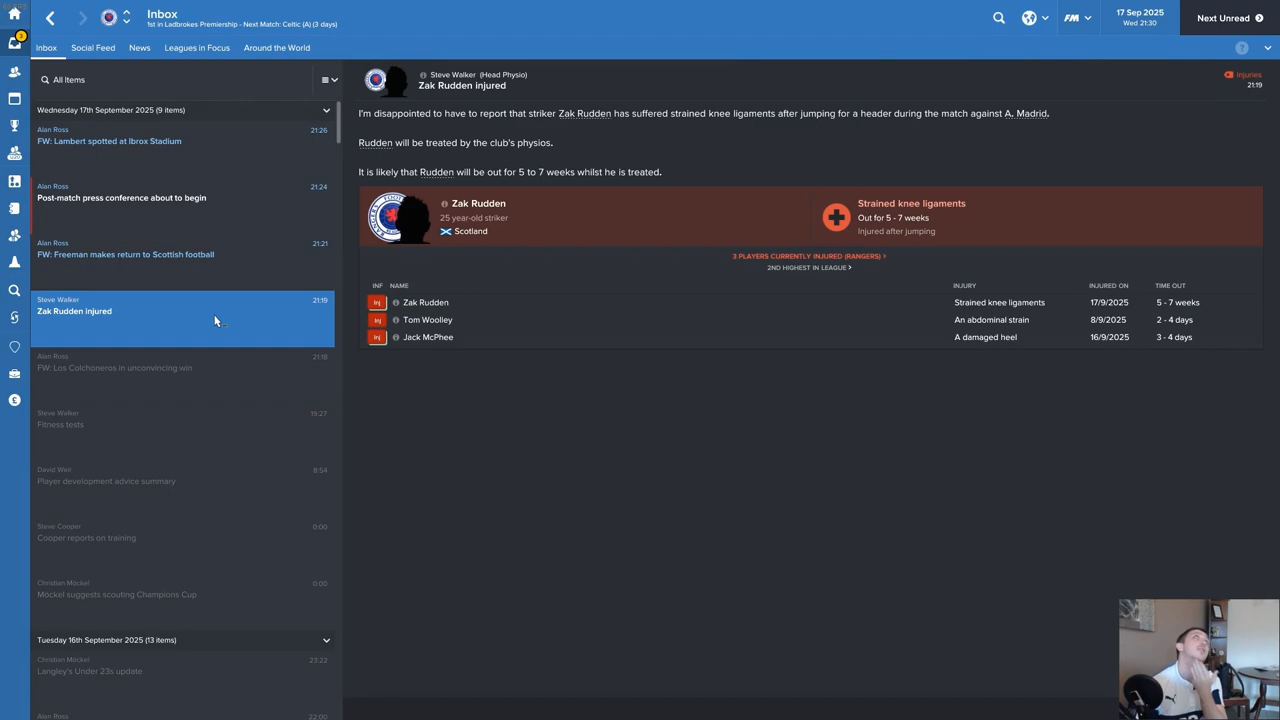 Inbox
1st in Ladbrokes Premiership - Next Match: Celtic (A) (3 days)
FM
17 Sep 2025
Wed 21:30
Next Unread
3
Inbox
Social Feed
News
Leagues in Focus
Around the World
?
All Items
Wednesday 17th September 2025 (9 items)
Alan Ross 21:26
FW: Lambert spotted at Ibrox Stadium
Alan Ross 21:24
Post-match press conference about to begin
Alan Ross 21:21
FW: Freeman makes return to Scottish football
Steve Walker 21:19
Zak Rudden injured
Alan Ross 21:18
FW: Los Colchoneros in unconvincing win
Steve Walker 19:27
Fitness tests
David Weir 8:54
Player development advice summary
Steve Cooper 0:00
Cooper reports on training
Christian Möckel 0:00
Möckel suggests scouting Champions Cup
Tuesday 16th September 2025 (13 items)
Christian Möckel 23:22
Langley's Under 23s update
Alan Ross 22:00
Steve Walker (Head Physio)
Zak Rudden injured
Injuries
21:19
I'm disappointed to have to report that striker Zak Rudden has suffered strained knee ligaments after jumping for a header during the match against A. Madrid.
Rudden will be treated by the club's physios.
It is likely that Rudden will be out for 5 to 7 weeks whilst he is treated.
Zak Rudden
25 year-old striker
Scotland
Strained knee ligaments
Out for 5 - 7 weeks
Injured after jumping
3 PLAYERS CURRENTLY INJURED (RANGERS) >
2ND HIGHEST IN LEAGUE >
INF NAME INJURY INJURED ON TIME OUT
Inj Zak Rudden Strained knee ligaments 17/9/2025 5 - 7 weeks
Inj Tom Woolley An abdominal strain 8/9/2025 2 - 4 days
Inj Jack McPhee A damaged heel 16/9/2025 3 - 4 days